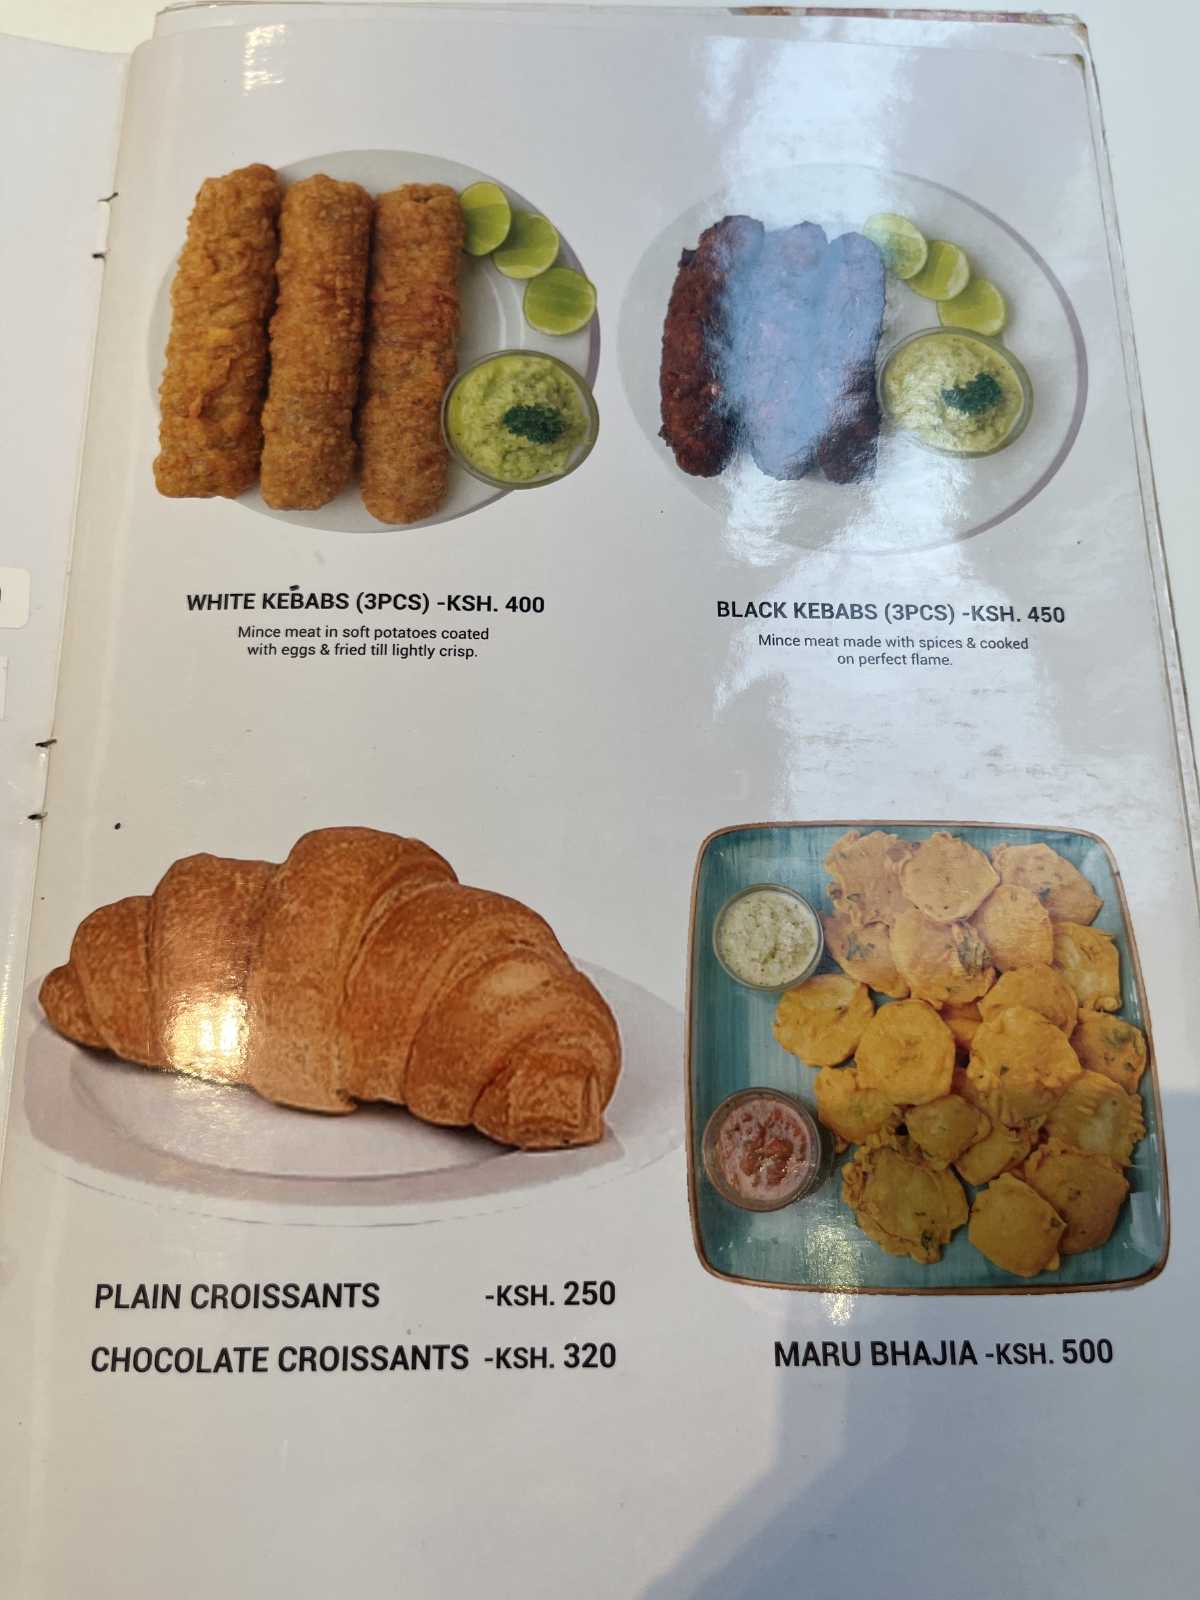 WHITE KEBABS (3PCS) -KSH. 400
Mince meat in soft potatoes coated
with eggs & fried till lightly crisp.
BLACK KEBABS (3PCS) -KSH. 450
Mince meat made with spices & cooked
on perfect flame.
PLAIN CROISSANTS -KSH. 250
CHOCOLATE CROISSANTS -KSH. 320
MARU BHAJIA -KSH. 500